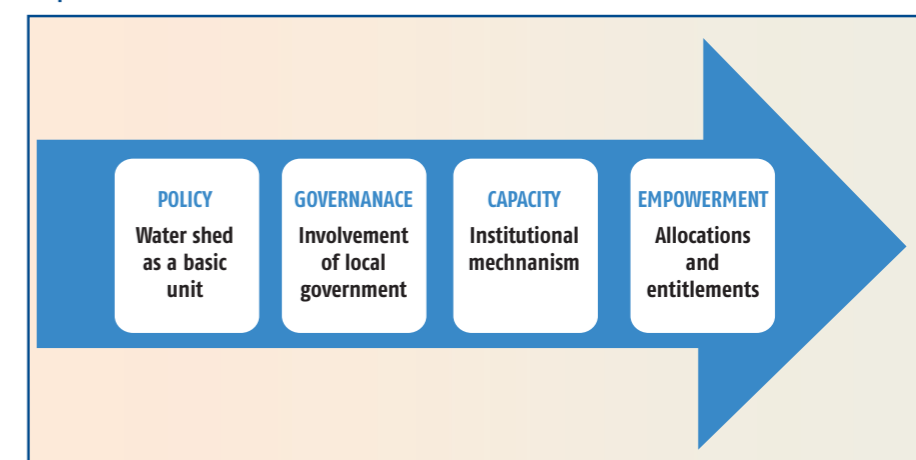 POLICY
Water shed
as a basic
unit
GOVERNANACE
Involvement
of local
government
CAPACITY
Institutional
mechnanism
EMPOWERMENT
Allocations
and
entitlements